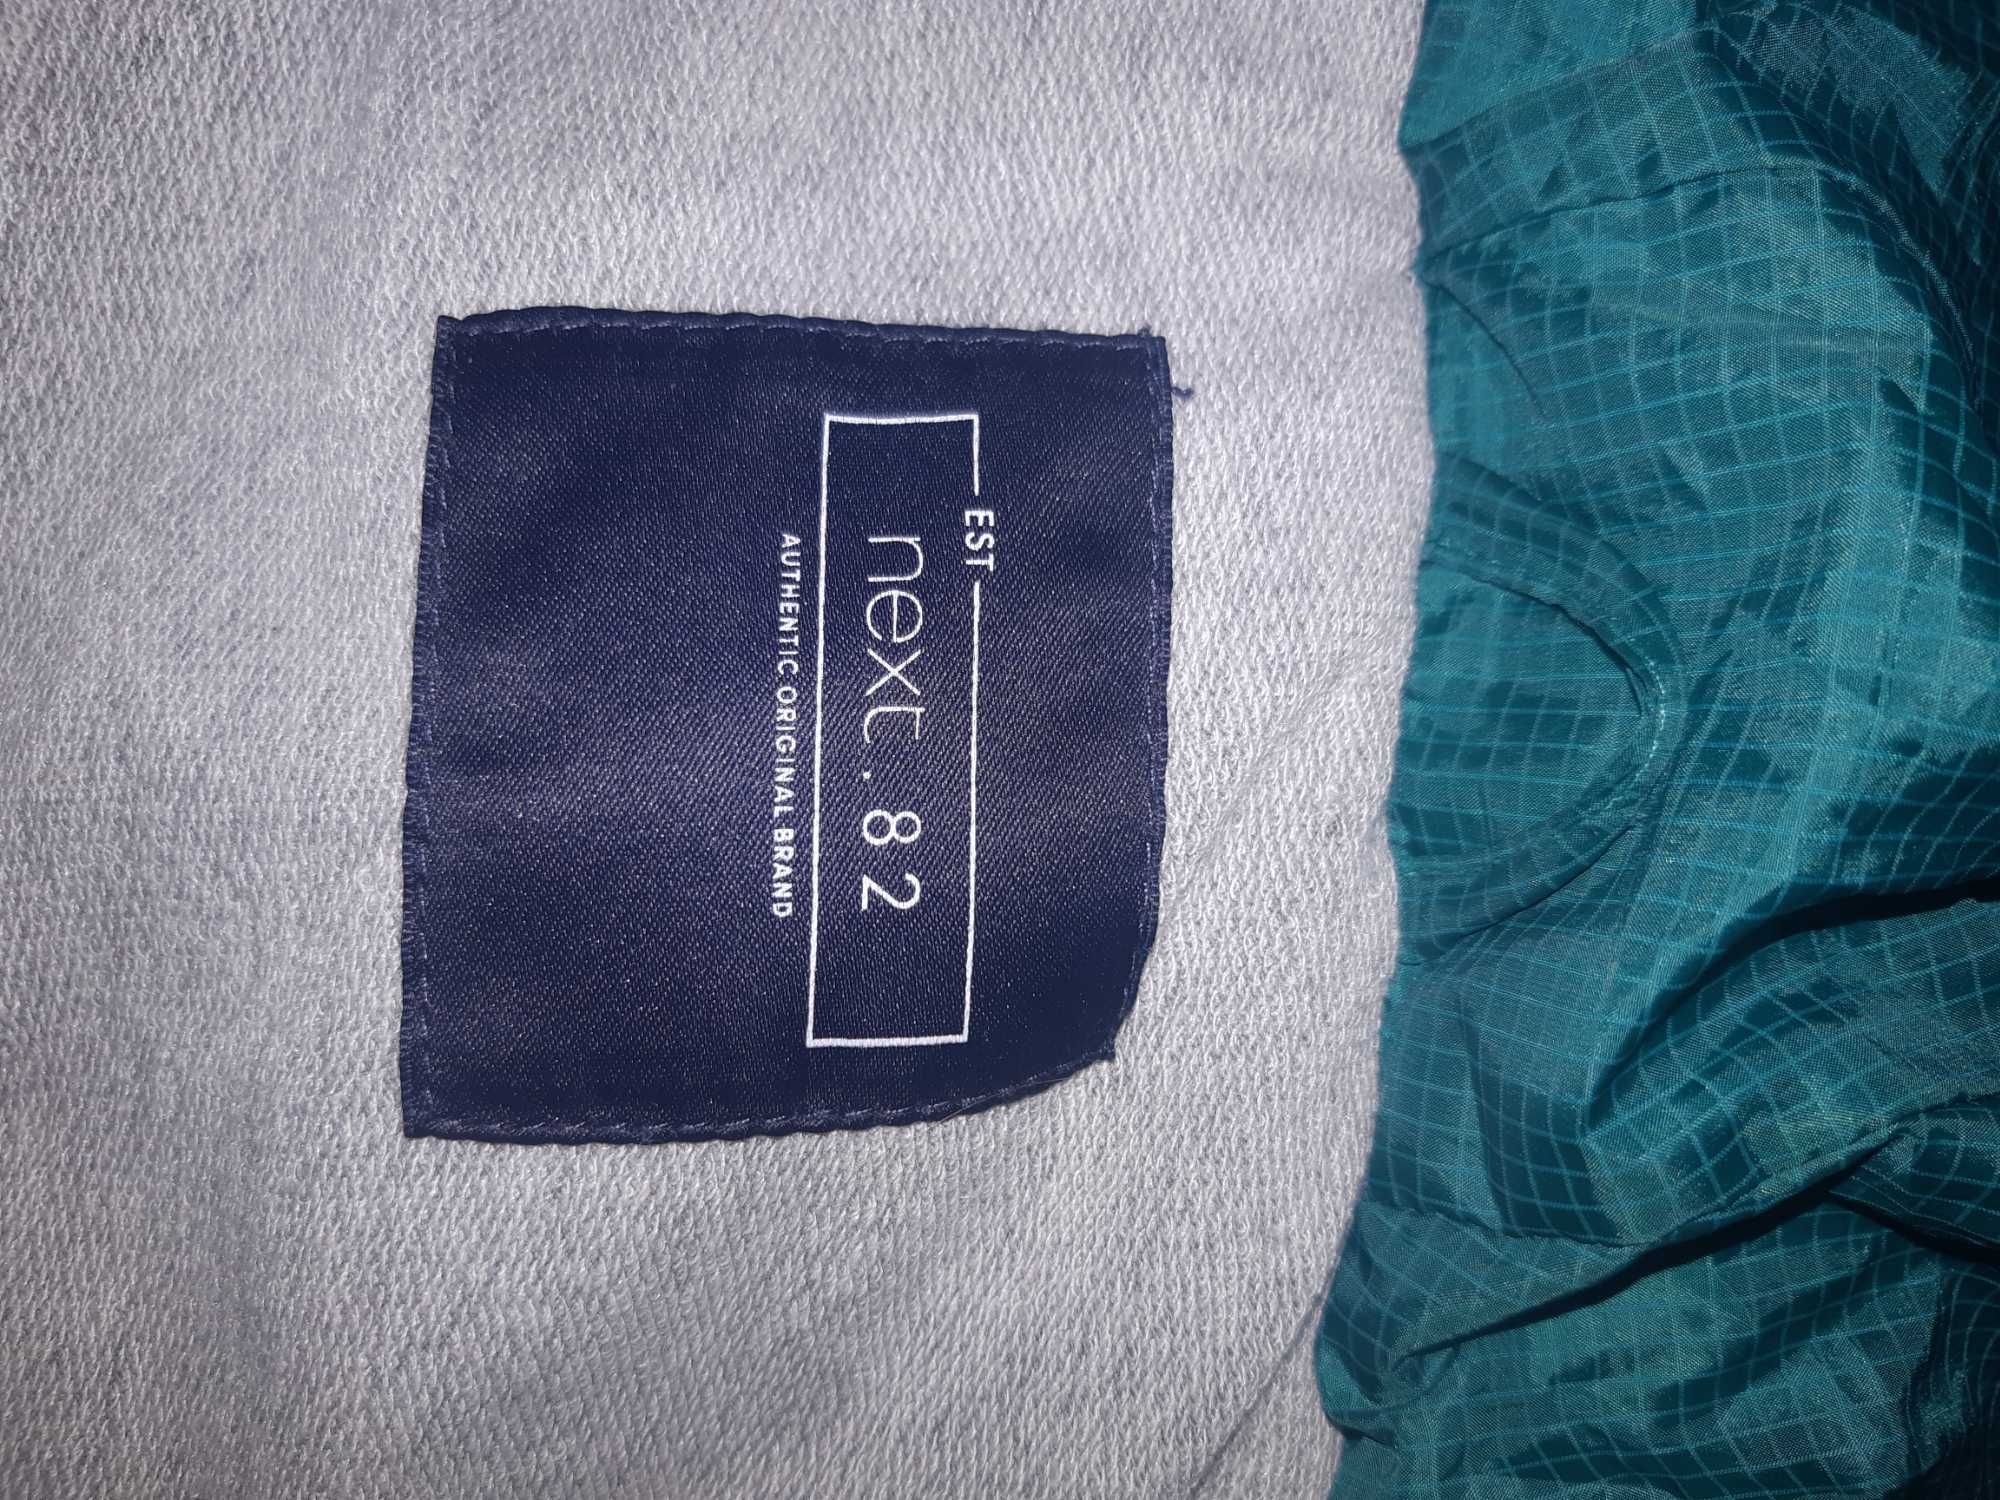 EST
next.82
AUTHENTIC ORIGINAL BRAND